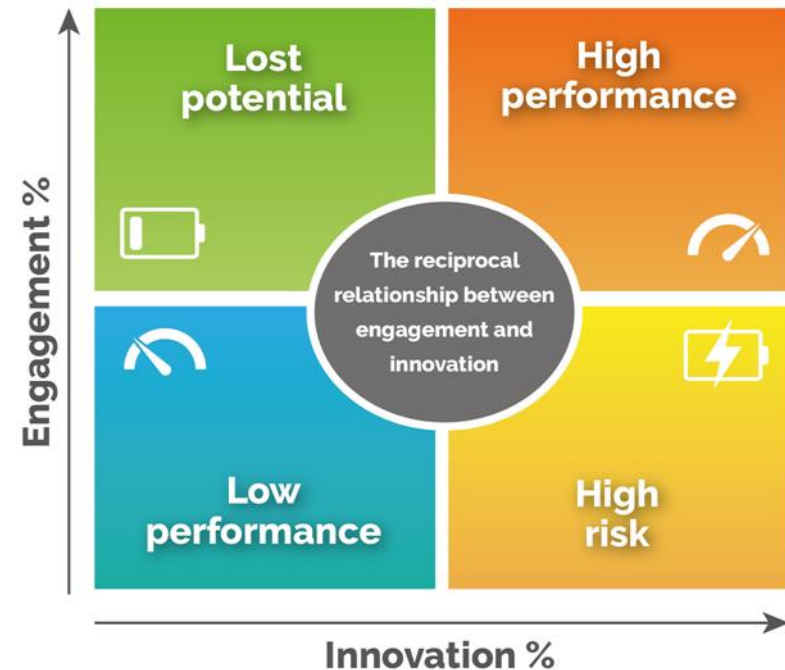 Lost
potential
High
performance
Engagement %
The reciprocal
relationship between
engagement and
innovation
Low
performance
High
risk
Innovation %